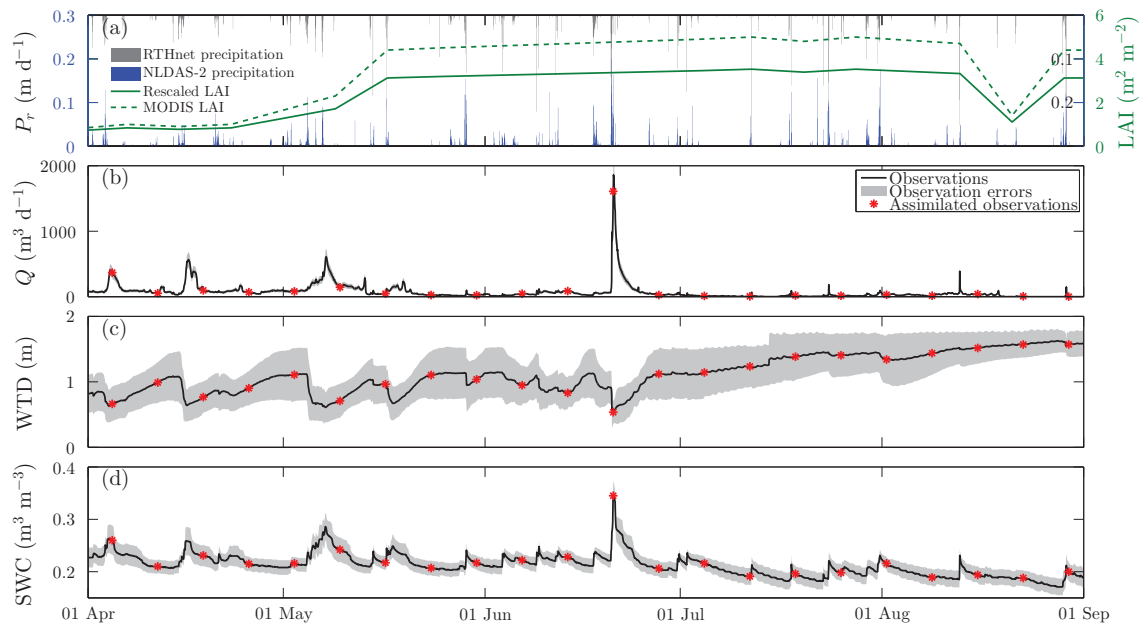 (a)
0.3
0.2
0.1
0
P_r (m d⁻¹)
RTHnet precipitation
NLDAS-2 precipitation
Rescaled LAI
MODIS LAI
6
4
2
0
0.1
0.2
LAI (m² m⁻²)
(b)
2000
1000
0
Q (m³ d⁻¹)
Observations
Observation errors
Assimilated observations
(c)
2
1
0
WTD (m)
(d)
0.4
0.3
0.2
SWC (m³ m⁻³)
01 Apr 01 May 01 Jun 01 Jul 01 Aug 01 Sep